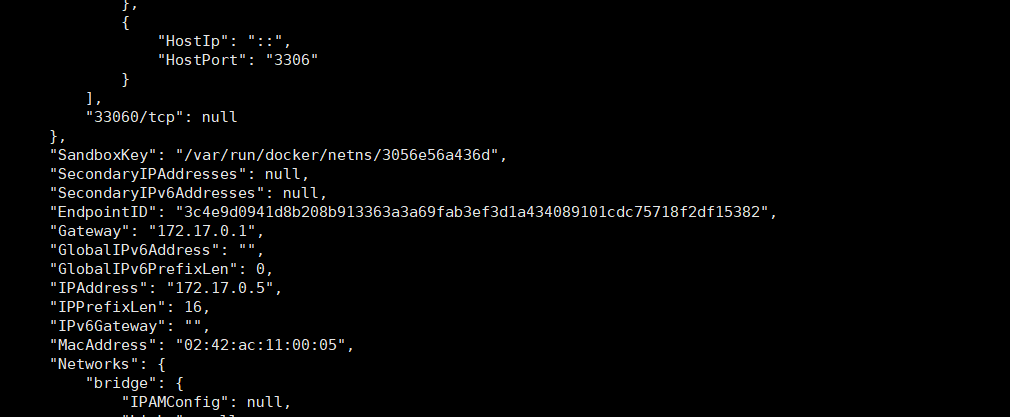 },
{
"HostIp": "::",
"HostPort": "3306"
}
],
"33060/tcp": null
},
"SandboxKey": "/var/run/docker/netns/3056e56a436d",
"SecondaryIPAddresses": null,
"SecondaryIPv6Addresses": null,
"EndpointID": "3c4e9d0941d8b208b913363a3a69fab3ef3d1a434089101cdc75718f2df15382",
"Gateway": "172.17.0.1",
"GlobalIPv6Address": "",
"GlobalIPv6PrefixLen": 0,
"IPAddress": "172.17.0.5",
"IPPrefixLen": 16,
"IPv6Gateway": "",
"MacAddress": "02:42:ac:11:00:05",
"Networks": {
"bridge": {
"IPAMConfig": null,